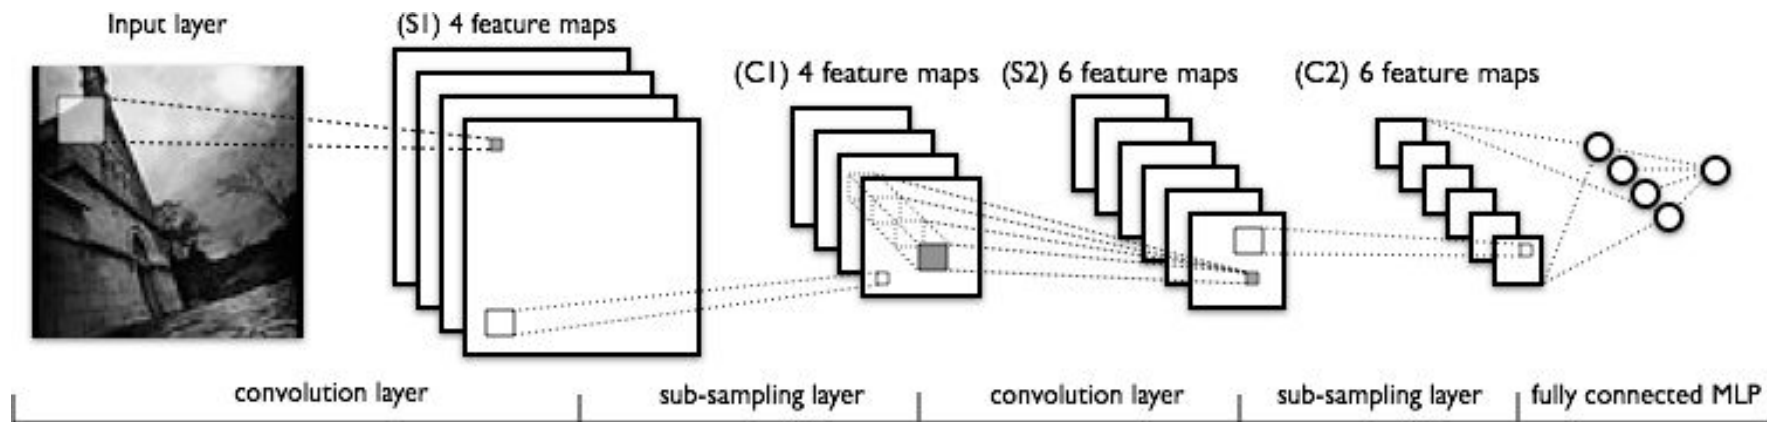 Input layer
(S1) 4 feature maps
(C1) 4 feature maps
(S2) 6 feature maps
(C2) 6 feature maps
convolution layer
sub-sampling layer
convolution layer
sub-sampling layer
fully connected MLP